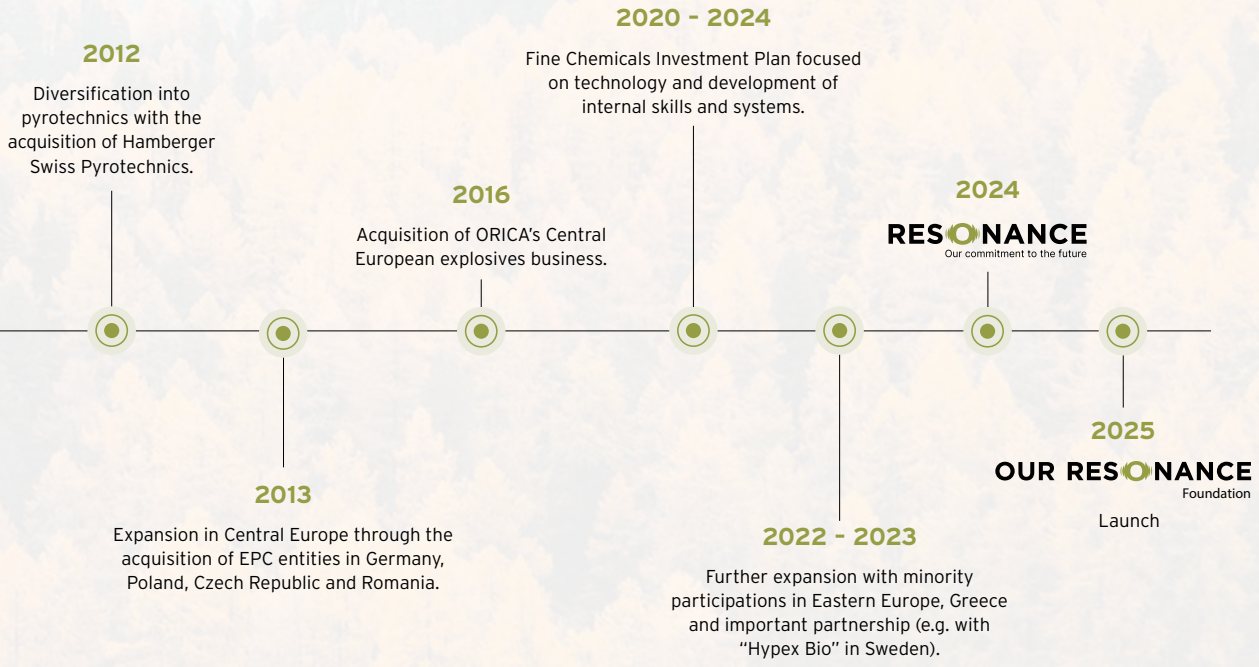 2012
Diversification into
pyrotechnics with the
acquisition of Hamberger
Swiss Pyrotechnics.
2013
Expansion in Central Europe through the
acquisition of EPC entities in Germany,
Poland, Czech Republic and Romania.
2016
Acquisition of ORICA's Central
European explosives business.
2020 - 2024
Fine Chemicals Investment Plan focused
on technology and development of
internal skills and systems.
2022 - 2023
Further expansion with minority
participations in Eastern Europe, Greece
and important partnership (e.g. with
“Hypex Bio” in Sweden).
2024
RESONANCE
Our commitment to the future
2025
OUR RESONANCE
Foundation
Launch